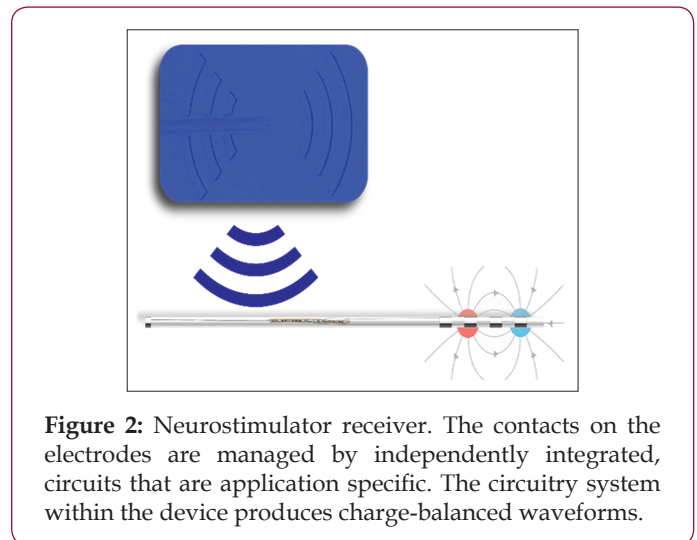 Figure 2: Neurostimulator receiver. The contacts on the
electrodes are managed by independently integrated,
circuits that are application specific. The circuitry system
within the device produces charge-balanced waveforms.